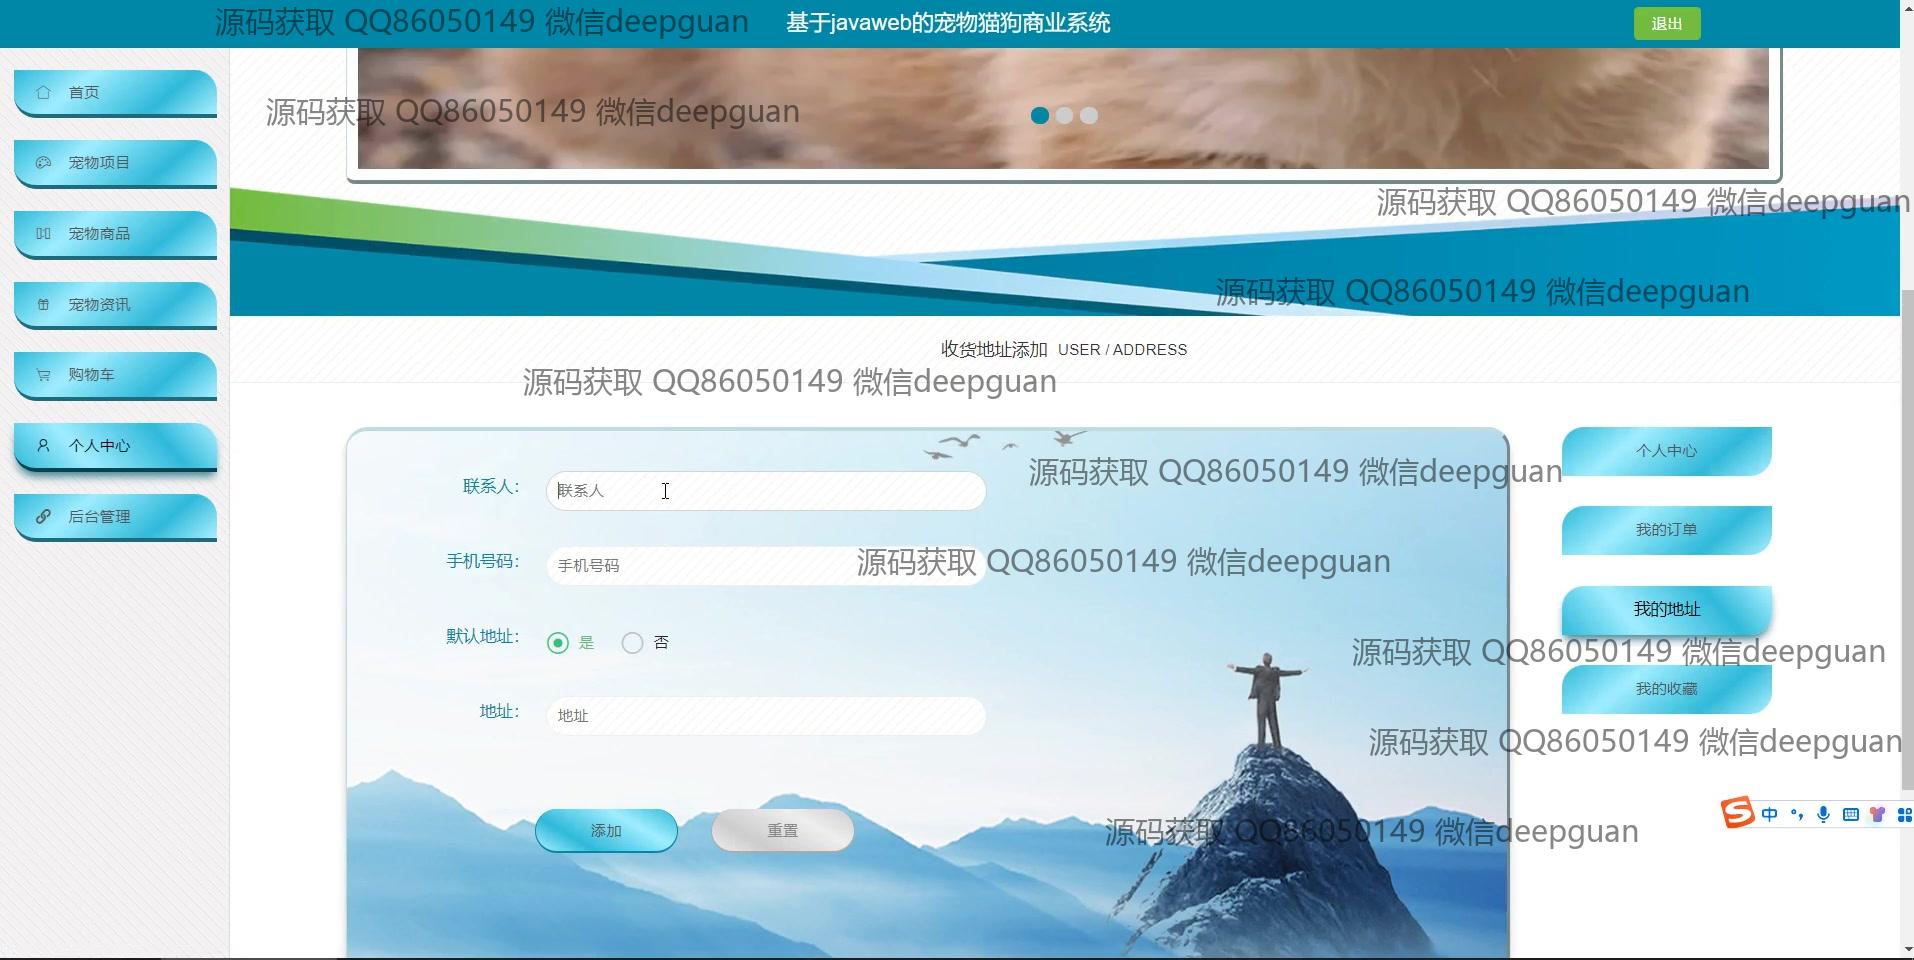 源码获取 QQ86050149 微信deepguan
基于javaweb的宠物猫狗商业系统
退出
首页
源码获取 QQ86050149 微信deepguan
宠物项目
源码获取 QQ86050149 微信deepguan
宠物商品
源码获取 QQ86050149 微信deepguan
宠物资讯
收货地址添加 USER / ADDRESS
购物车
源码获取 QQ86050149 微信deepguan
个人中心
个人中心
源码获取 QQ86050149 微信deepguan
联系人：
联系人
后台管理
我的订单
手机号码：
手机号码
源码获取 QQ86050149 微信deepguan
我的地址
默认地址：
是
否
源码获取 QQ86050149 微信deepguan
我的收藏
地址：
地址
源码获取 QQ86050149 微信deepguan
中
添加
重置
源码获取 QQ86050149 微信deepguan